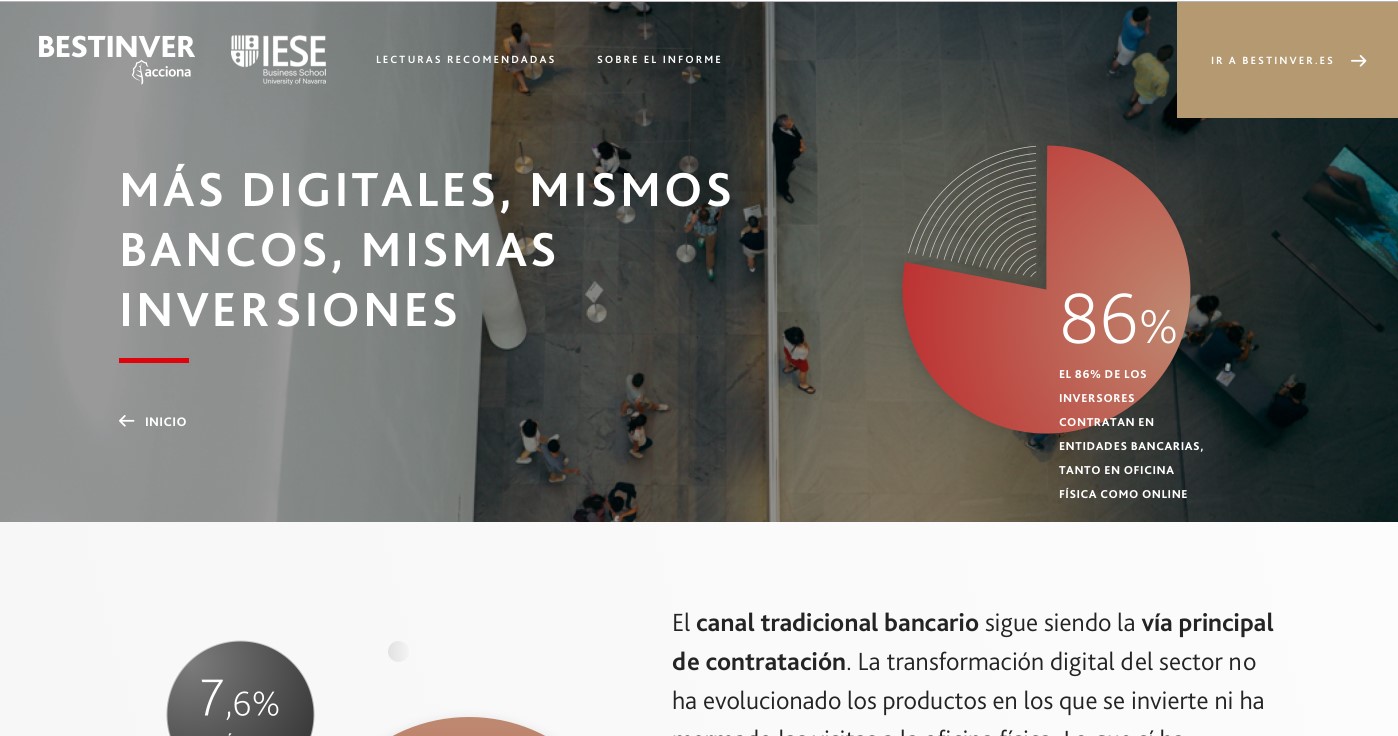 BESTINVER
acciona
IESE
Business School
University of Navarra
LECTURAS RECOMENDADAS
SOBRE EL INFORME
IR A BESTINVER.ES
MÁS DIGITALES, MISMOS
BANCOS, MISMAS
INVERSIONES
INICIO
86%
EL 86% DE LOS
INVERSORES
CONTRATAN EN
ENTIDADES BANCARIAS,
TANTO EN OFICINA
FÍSICA COMO ONLINE
7,6%
El canal tradicional bancario sigue siendo la vía principal
de contratación. La transformación digital del sector no
ha evolucionado los productos en los que se invierte ni ha